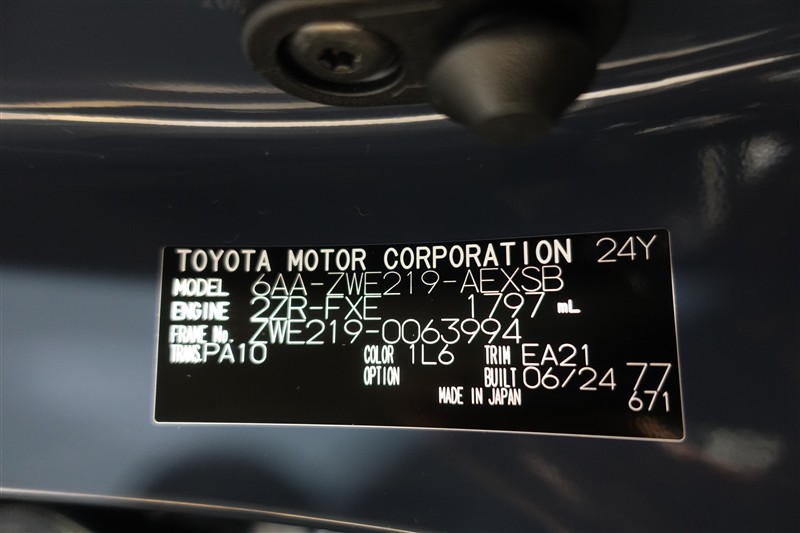 TOYOTA MOTOR CORPORATION 24Y
MODEL 6AA-ZWE219-AEXSB
ENGINE 2ZR-FXE 1797 mL
FRAME No. ZWE219-0063994
TRANS. PA10 COLOR 1L6 TRIM EA21
OPTION BUILT 06/24 77
MADE IN JAPAN 671